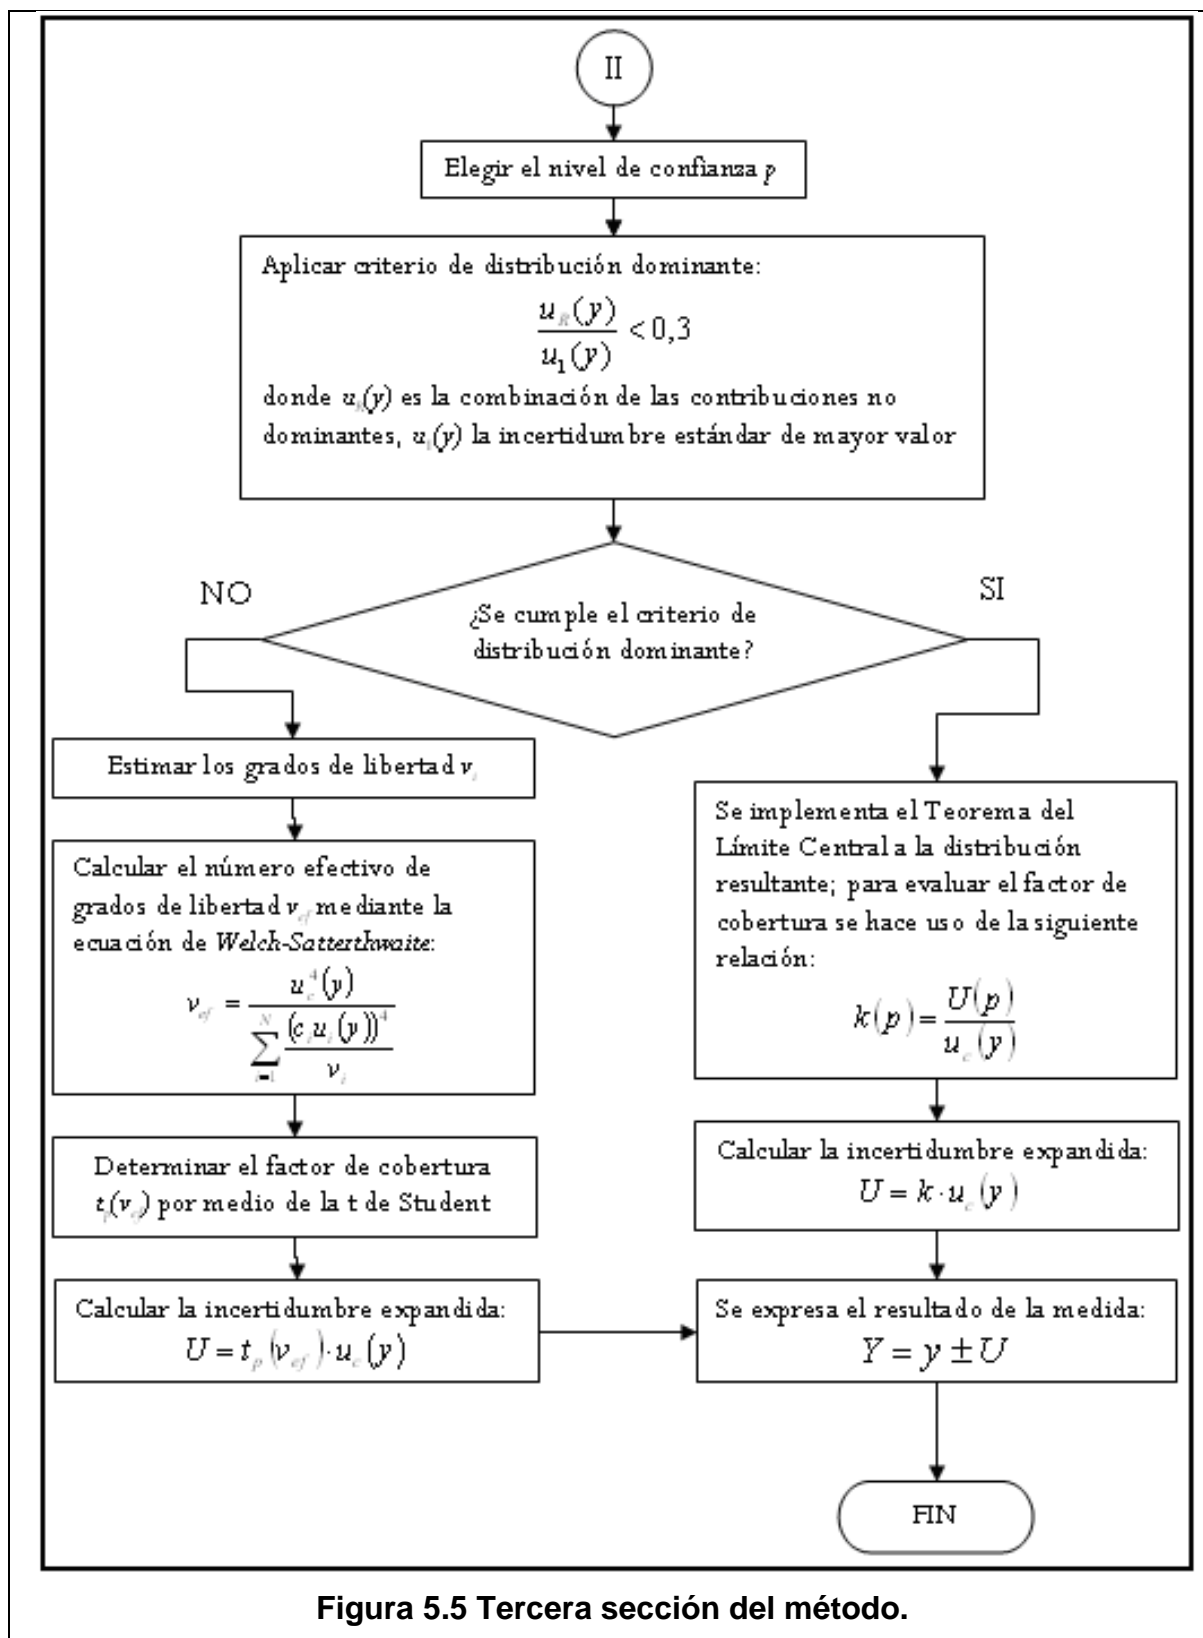 II
Elegir el nivel de confianza p
Aplicar criterio de distribución dominante:
u_R(y) / u_1(y) < 0,3
donde u_R(y) es la combinación de las contribuciones no
dominantes, u_1(y) la incertidumbre estándar de mayor valor
¿Se cumple el criterio de
distribución dominante?
NO
SI
Estimar los grados de libertad ν_i
Calcular el número efectivo de
grados de libertad ν_ef mediante la
ecuación de Welch-Satterthwaite:
ν_ef = u_c^4(y) / ∑_{i=1}^{N} (c_i u_i(y))^4 / ν_i
Determinar el factor de cobertura
t_p(ν_ef) por medio de la t de Student
Calcular la incertidumbre expandida:
U = t_p(ν_ef) · u_c(y)
Se implementa el Teorema del
Límite Central a la distribución
resultante; para evaluar el factor de
cobertura se hace uso de la siguiente
relación:
k(p) = U(p) / u_c(y)
Calcular la incertidumbre expandida:
U = k · u_c(y)
Se expresa el resultado de la medida:
Y = y ± U
FIN
Figura 5.5 Tercera sección del método.